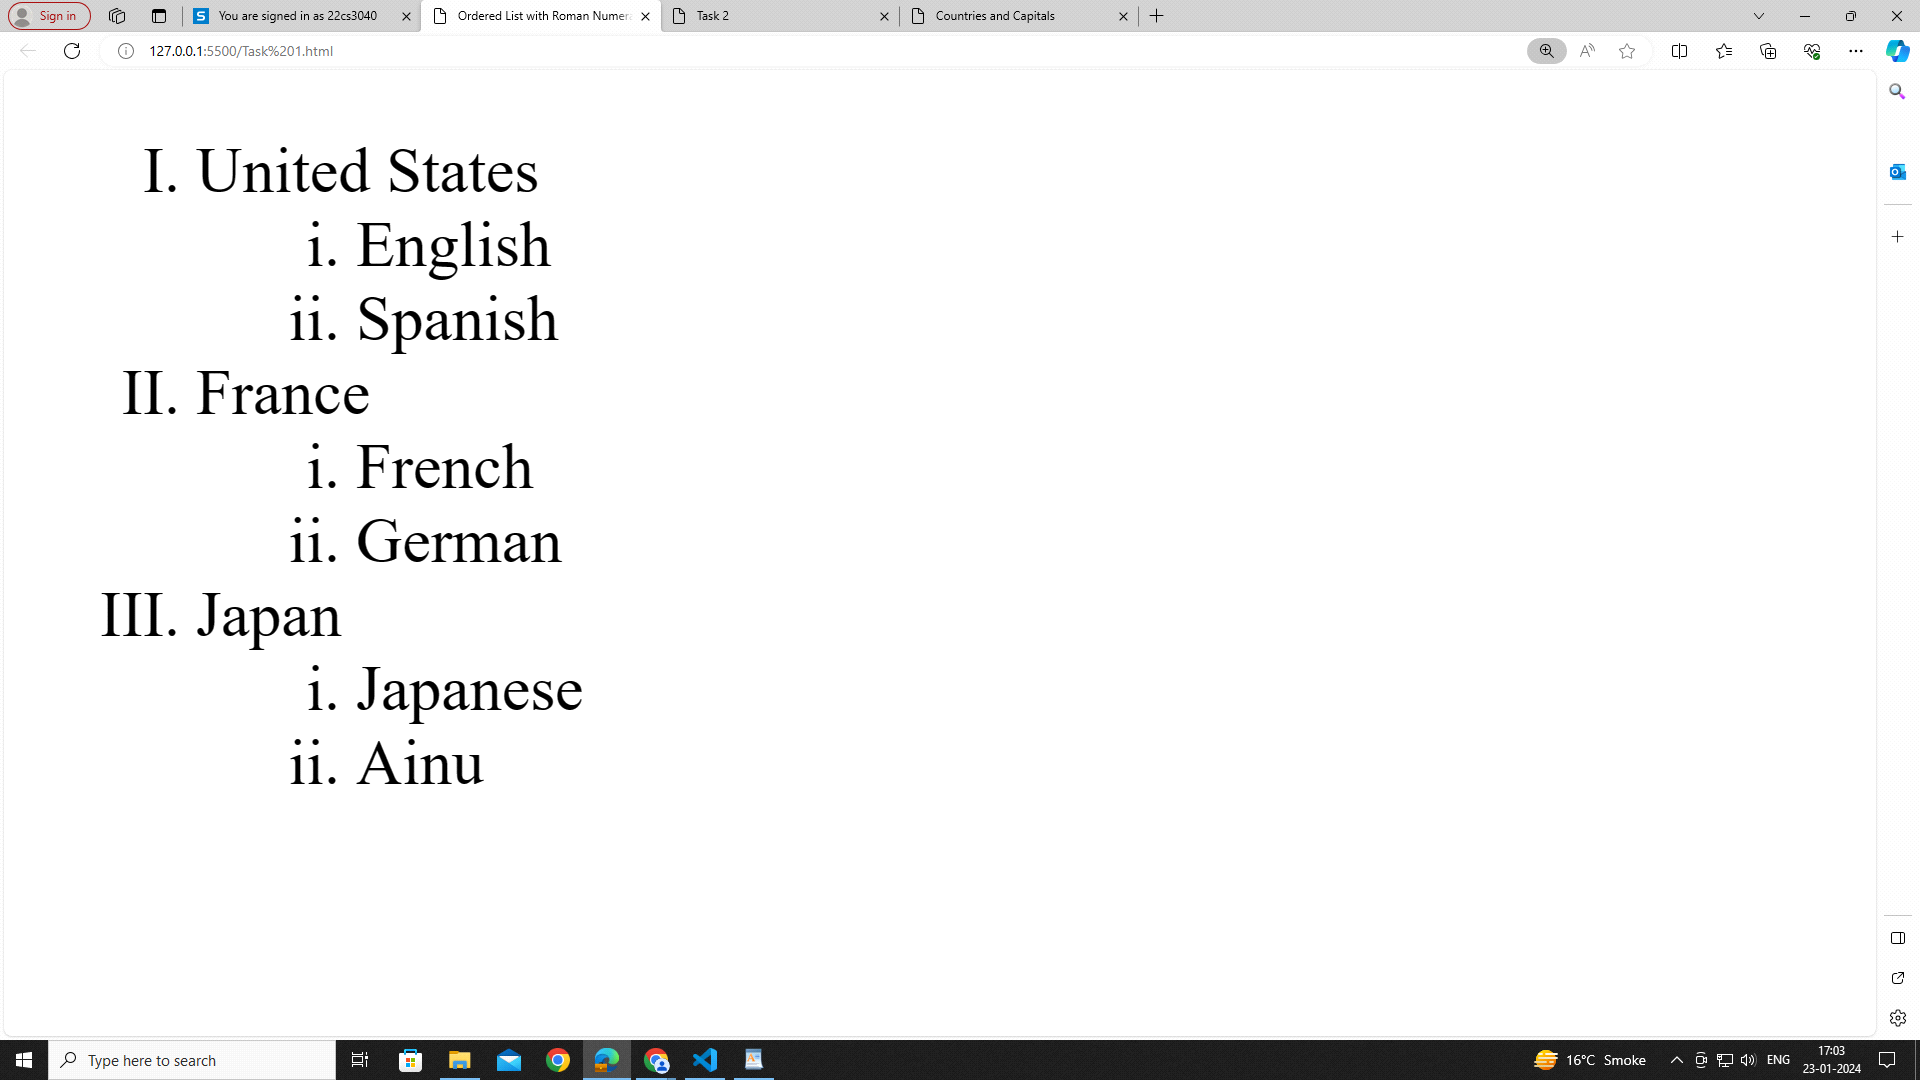 Sign in
You are signed in as 22cs3040
Ordered List with Roman Numer
Task 2
Countries and Capitals
127.0.0.1:5500/Task%201.html
I. United States
i. English
ii. Spanish
II. France
i. French
ii. German
III. Japan
i. Japanese
ii. Ainu
Type here to search
16°C Smoke
ENG
17:03
23-01-2024